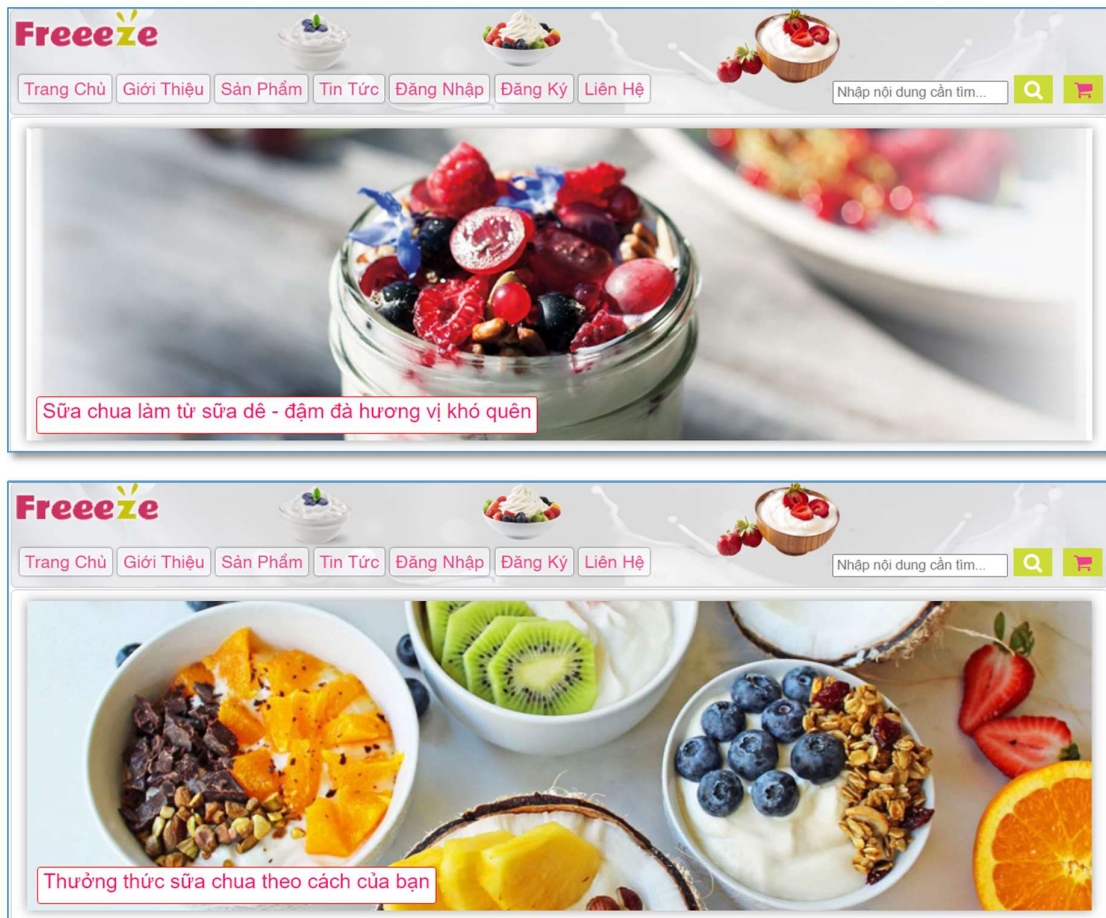 Freeeze
Trang Chủ Giới Thiệu Sản Phẩm Tin Tức Đăng Nhập Đăng Ký Liên Hệ Nhập nội dung cần tìm...
Sữa chua làm từ sữa dê - đậm đà hương vị khó quên
Freeeze
Trang Chủ Giới Thiệu Sản Phẩm Tin Tức Đăng Nhập Đăng Ký Liên Hệ Nhập nội dung cần tìm...
Thưởng thức sữa chua theo cách của bạn